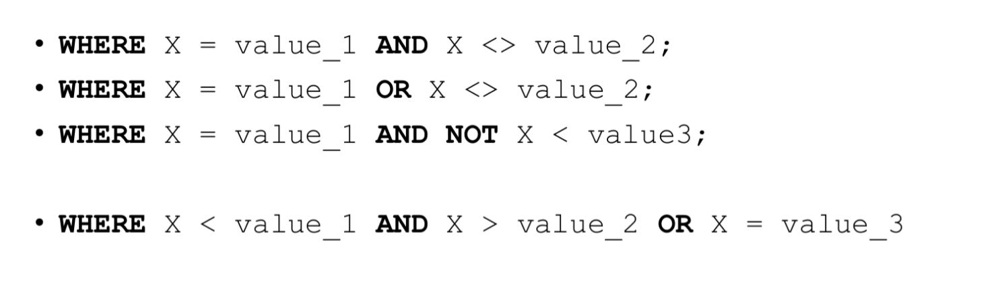 • WHERE X = value_1 AND X <> value_2;
• WHERE X = value_1 OR X <> value_2;
• WHERE X = value_1 AND NOT X < value3;
• WHERE X < value_1 AND X > value_2 OR X = value_3